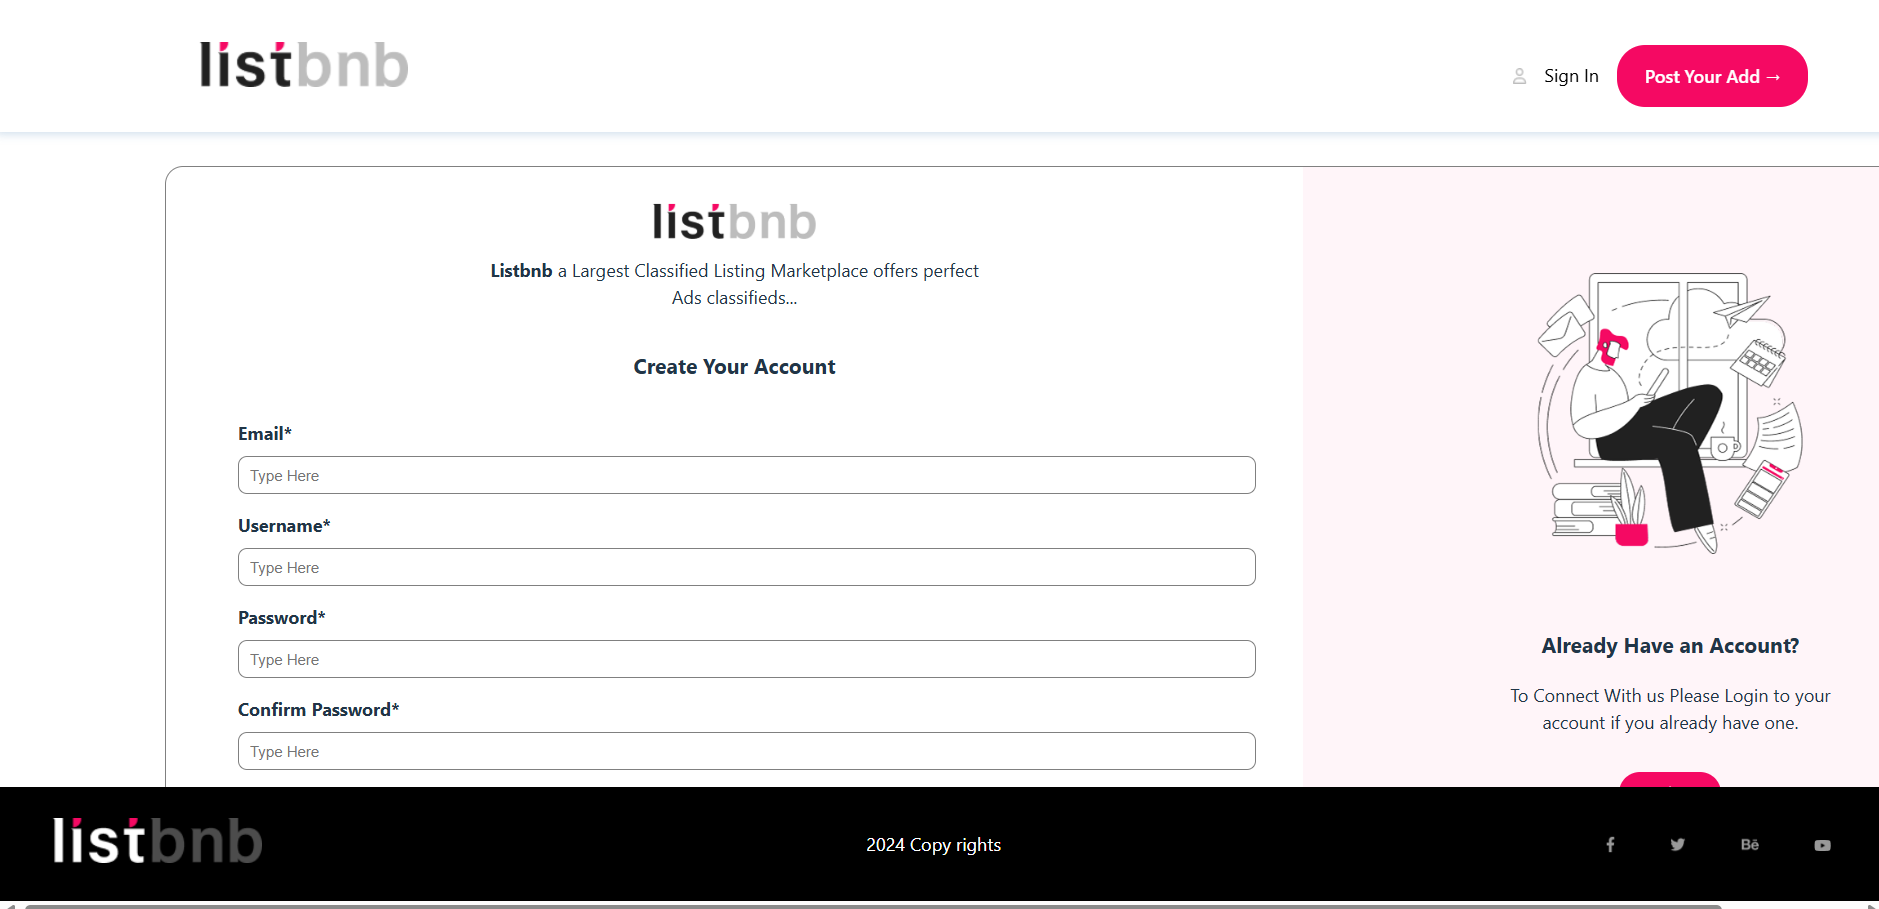 listbnb
Sign In
Post Your Add →
listbnb
Listbnb a Largest Classified Listing Marketplace offers perfect
Ads classifieds...
Create Your Account
Email*
Type Here
Username*
Type Here
Password*
Type Here
Confirm Password*
Type Here
Already Have an Account?
To Connect With us Please Login to your
account if you already have one.
listbnb
2024 Copy rights
Bē